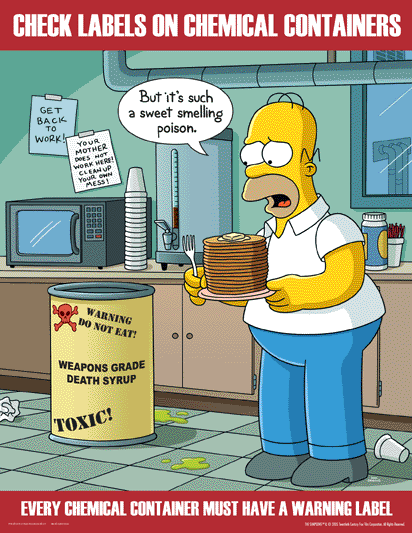 CHECK LABELS ON CHEMICAL CONTAINERS
GET
BACK
TO
WORK!
YOUR
MOTHER
DOES NOT
WORK HERE!
CLEAN UP
YOUR OWN
MESS!
But it's such
a sweet smelling
poison.
WARNING
DO NOT EAT!
WEAPONS GRADE
DEATH SYRUP
TOXIC!
EVERY CHEMICAL CONTAINER MUST HAVE A WARNING LABEL